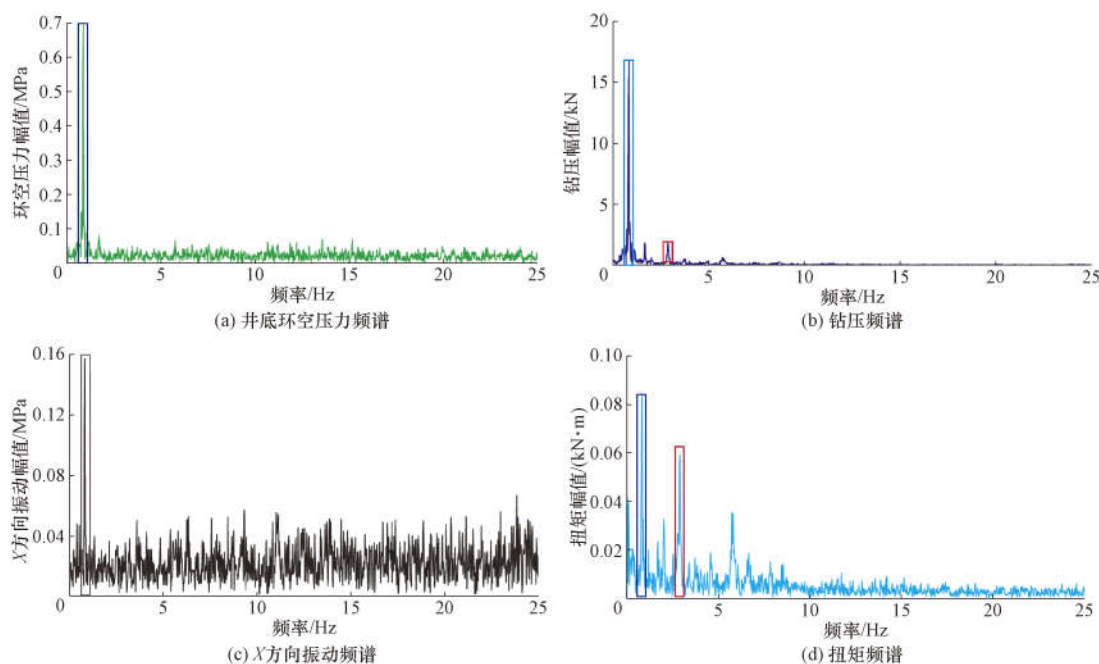 0.7
0.6
0.5
0.4
0.3
0.2
0.1
环空压力幅值/MPa
0 5 10 15 20 25
频率/Hz
(a) 井底环空压力频谱
20
15
10
5
钻压幅值/kN
0 5 10 15 20 25
频率/Hz
(b) 钻压频谱
0.16
0.12
0.08
0.04
X方向振动幅值/MPa
0 5 10 15 20 25
频率/Hz
(c) X方向振动频谱
0.10
0.08
0.06
0.04
0.02
扭矩幅值/(kN·m)
0 5 10 15 20 25
频率/Hz
(d) 扭矩频谱